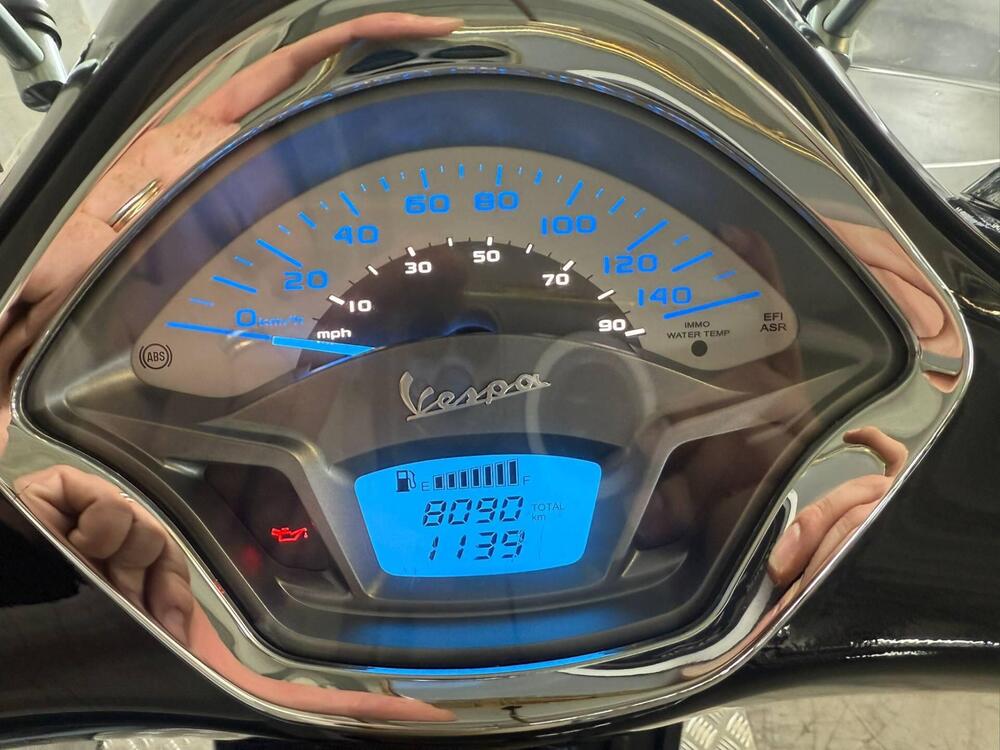 0 km/h 20 40 60 80 100 120 140
mph 10 30 50 70 90
ABS
IMMO
WATER TEMP
EFI
ASR
Vespa
E F
8090 TOTAL km
1139